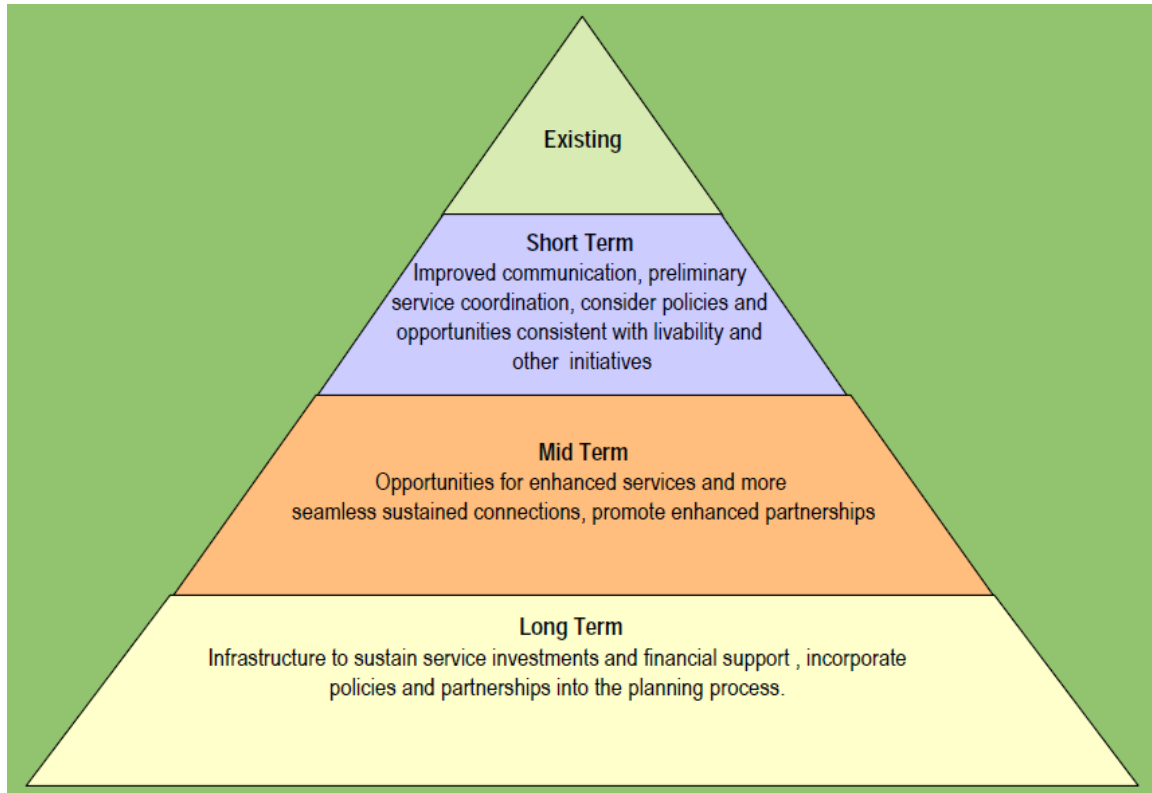 Existing
Short Term
Improved communication, preliminary
service coordination, consider policies and
opportunities consistent with livability and
other initiatives
Mid Term
Opportunities for enhanced services and more
seamless sustained connections, promote enhanced partnerships
Long Term
Infrastructure to sustain service investments and financial support , incorporate
policies and partnerships into the planning process.